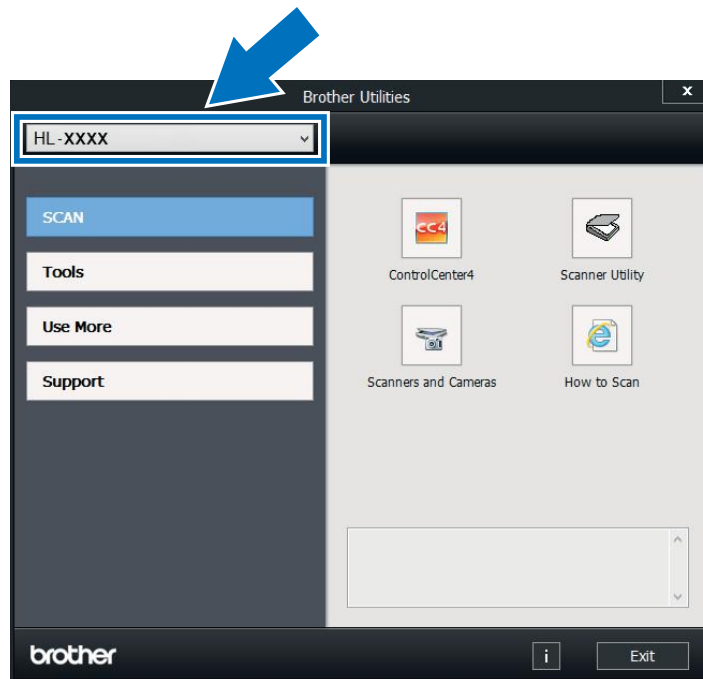 Brother Utilities
x
HL-XXXX
SCAN
Tools
Use More
Support
CC4
ControlCenter4
Scanner Utility
Scanners and Cameras
How to Scan
brother
i
Exit